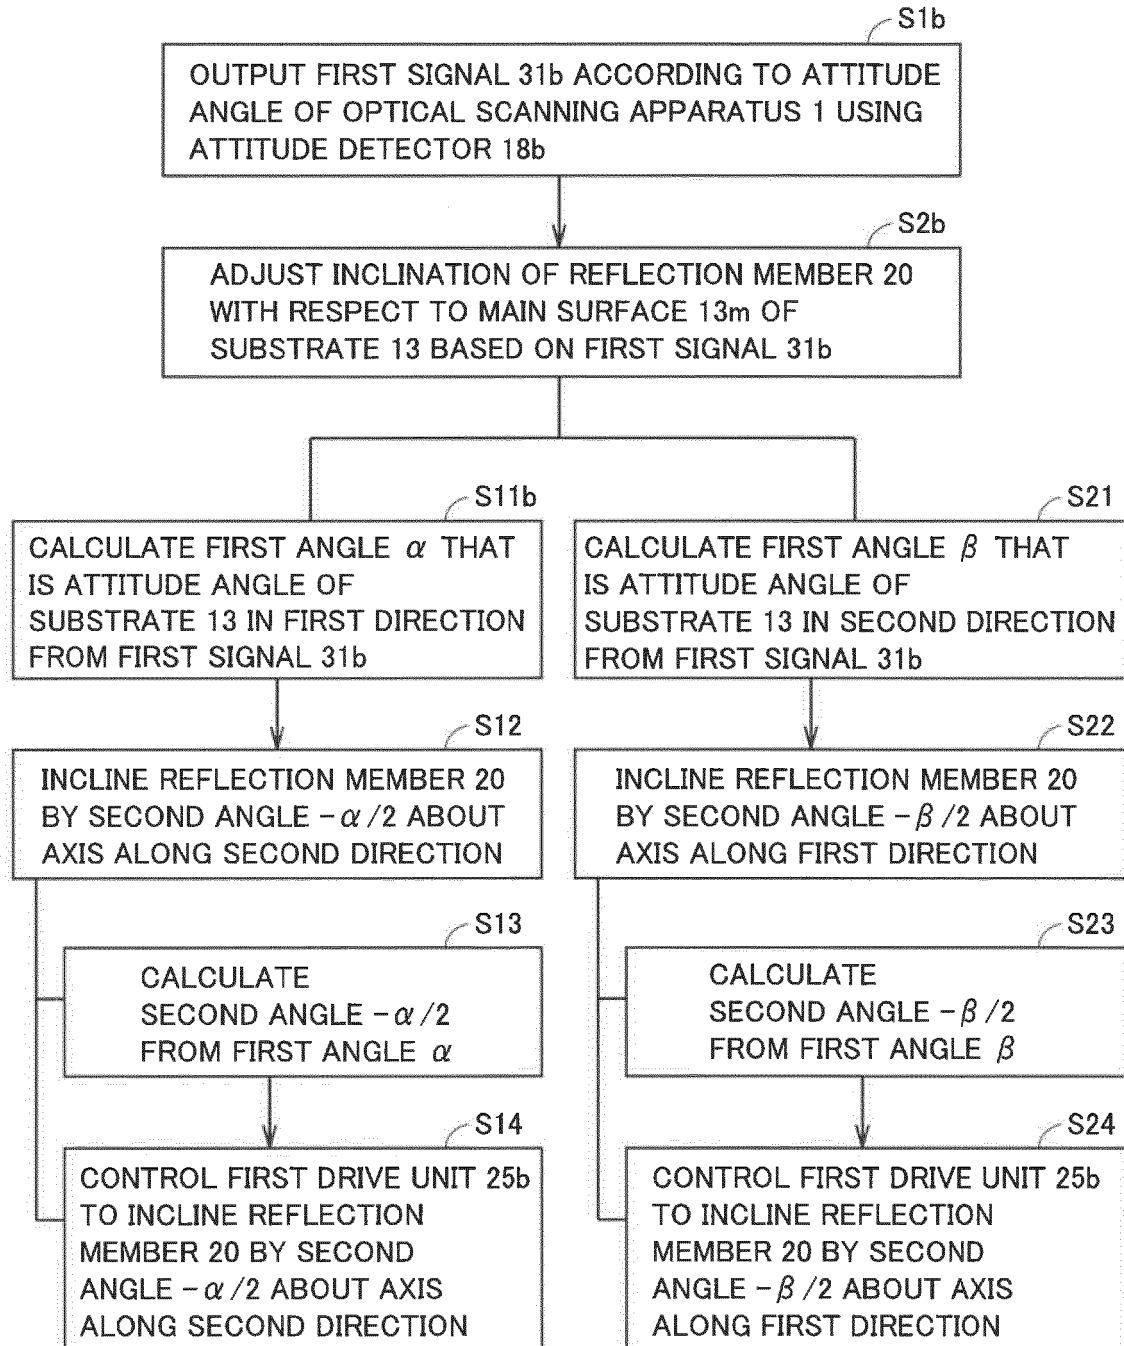 S1b
OUTPUT FIRST SIGNAL 31b ACCORDING TO ATTITUDE
ANGLE OF OPTICAL SCANNING APPARATUS 1 USING
ATTITUDE DETECTOR 18b
S2b
ADJUST INCLINATION OF REFLECTION MEMBER 20
WITH RESPECT TO MAIN SURFACE 13m OF
SUBSTRATE 13 BASED ON FIRST SIGNAL 31b
S11b
CALCULATE FIRST ANGLE α THAT
IS ATTITUDE ANGLE OF
SUBSTRATE 13 IN FIRST DIRECTION
FROM FIRST SIGNAL 31b
S21
CALCULATE FIRST ANGLE β THAT
IS ATTITUDE ANGLE OF
SUBSTRATE 13 IN SECOND DIRECTION
FROM FIRST SIGNAL 31b
S12
INCLINE REFLECTION MEMBER 20
BY SECOND ANGLE -α/2 ABOUT
AXIS ALONG SECOND DIRECTION
S22
INCLINE REFLECTION MEMBER 20
BY SECOND ANGLE -β/2 ABOUT
AXIS ALONG FIRST DIRECTION
S13
CALCULATE
SECOND ANGLE -α/2
FROM FIRST ANGLE α
S23
CALCULATE
SECOND ANGLE -β/2
FROM FIRST ANGLE β
S14
CONTROL FIRST DRIVE UNIT 25b
TO INCLINE REFLECTION
MEMBER 20 BY SECOND
ANGLE -α/2 ABOUT AXIS
ALONG SECOND DIRECTION
S24
CONTROL FIRST DRIVE UNIT 25b
TO INCLINE REFLECTION
MEMBER 20 BY SECOND
ANGLE -β/2 ABOUT AXIS
ALONG FIRST DIRECTION